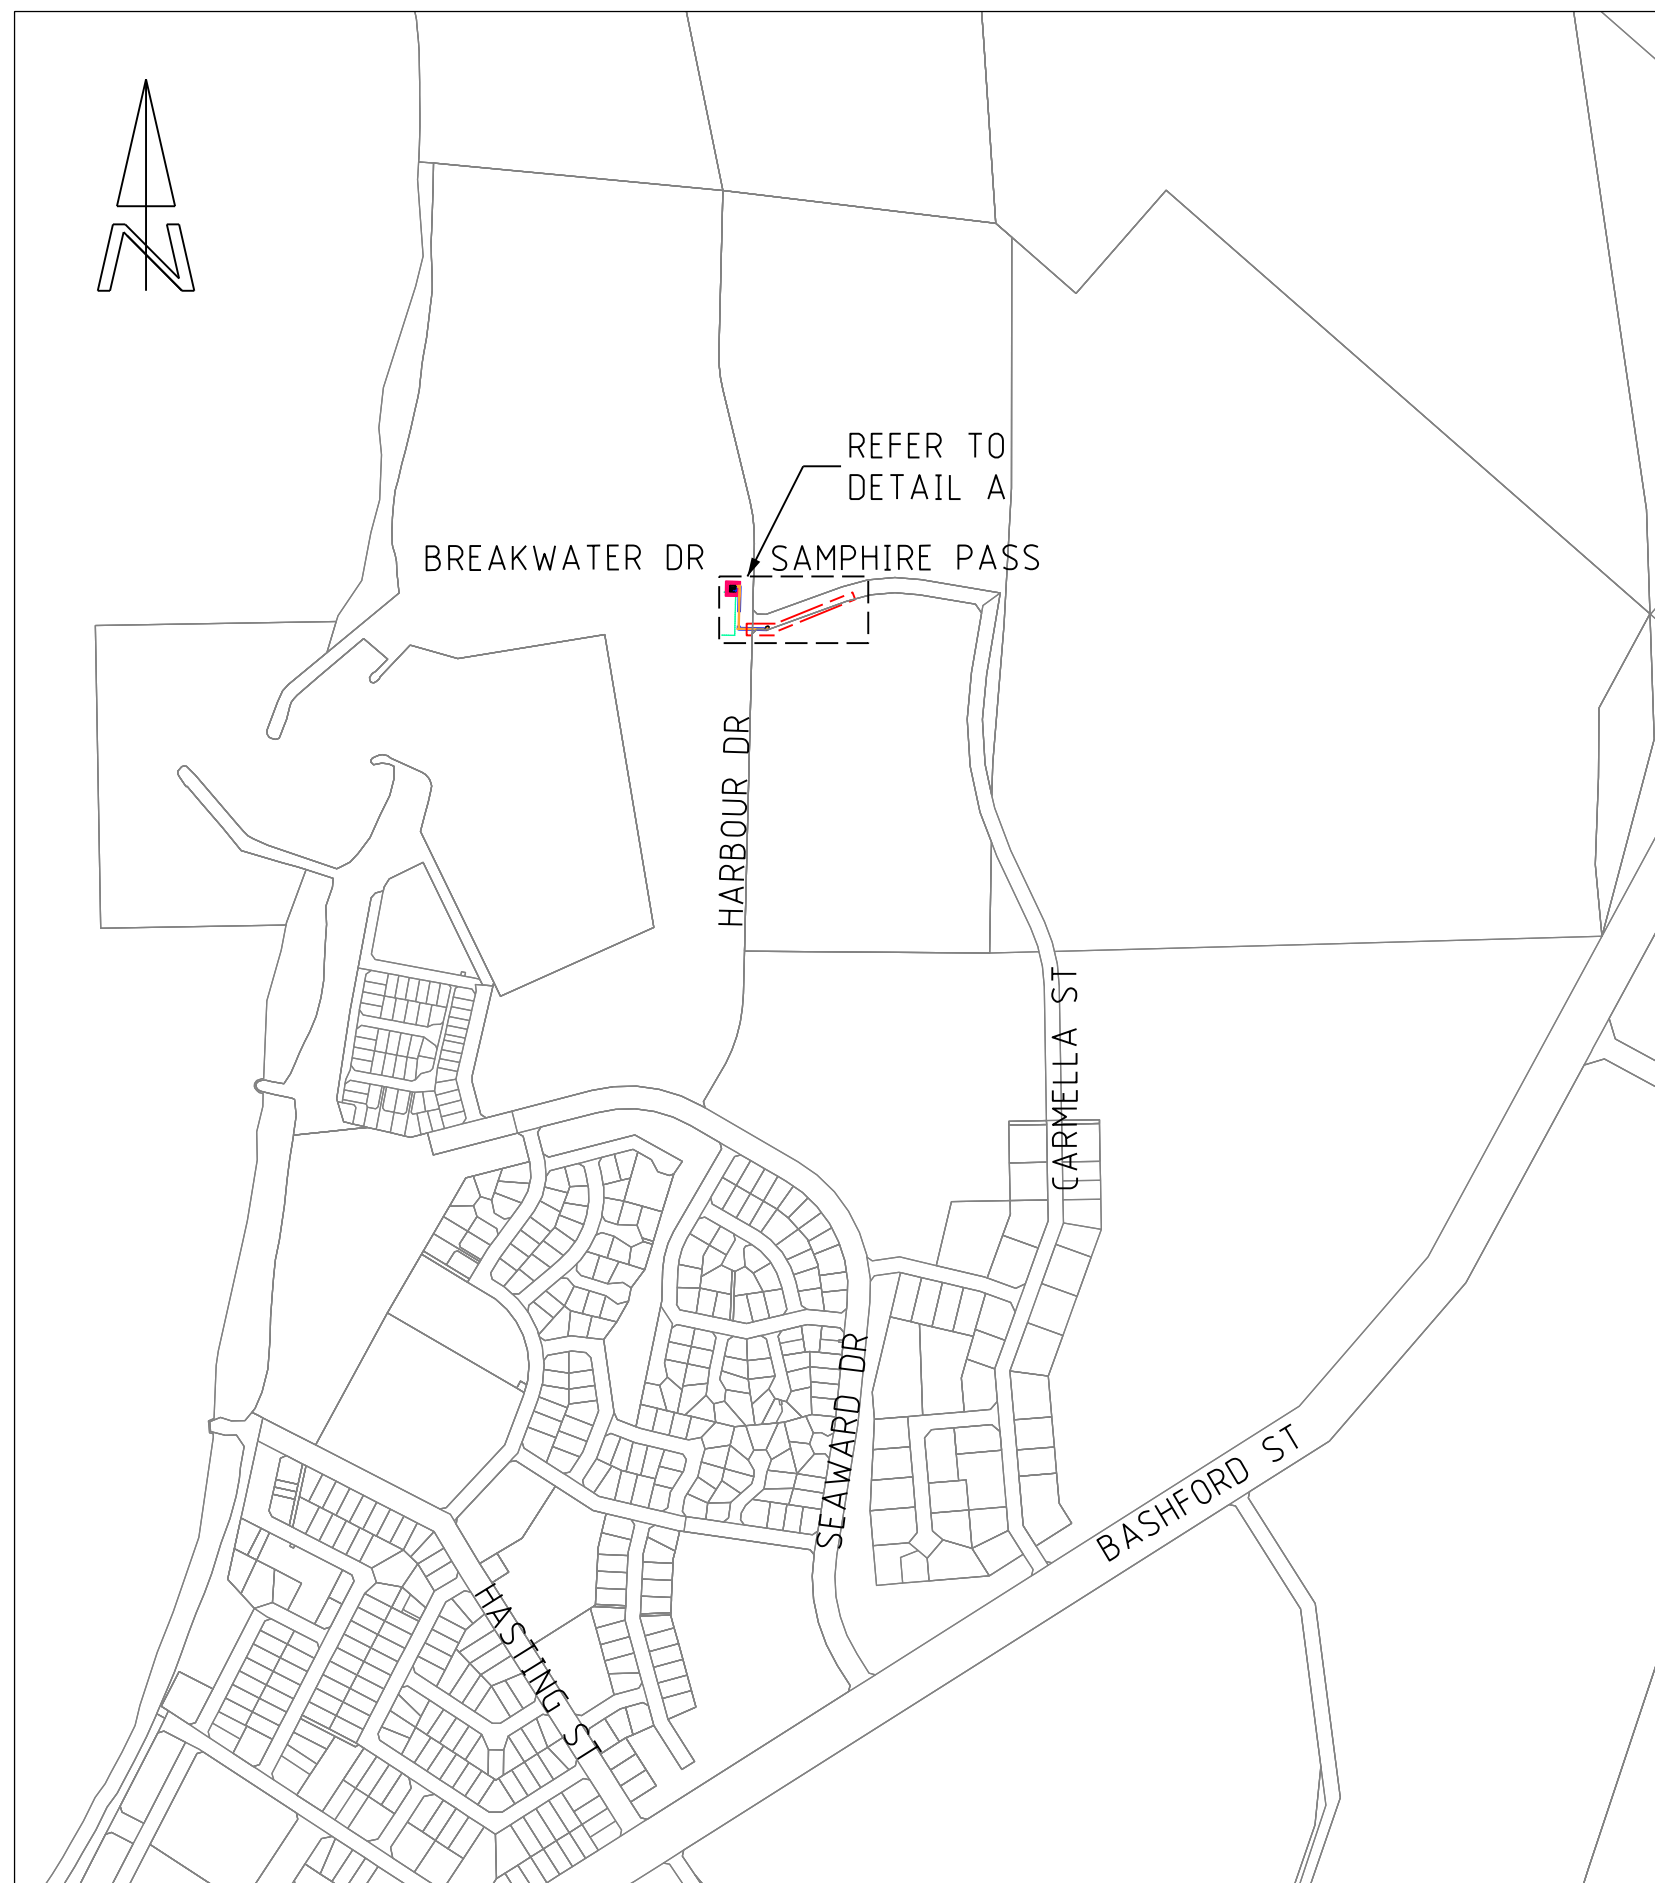 N
REFER TO
DETAIL A
BREAKWATER DR
SAMPHIRE PASS
HARBOUR DR
CARMELLA ST
SEAWARD DR
BASHFORD ST
HASTING ST